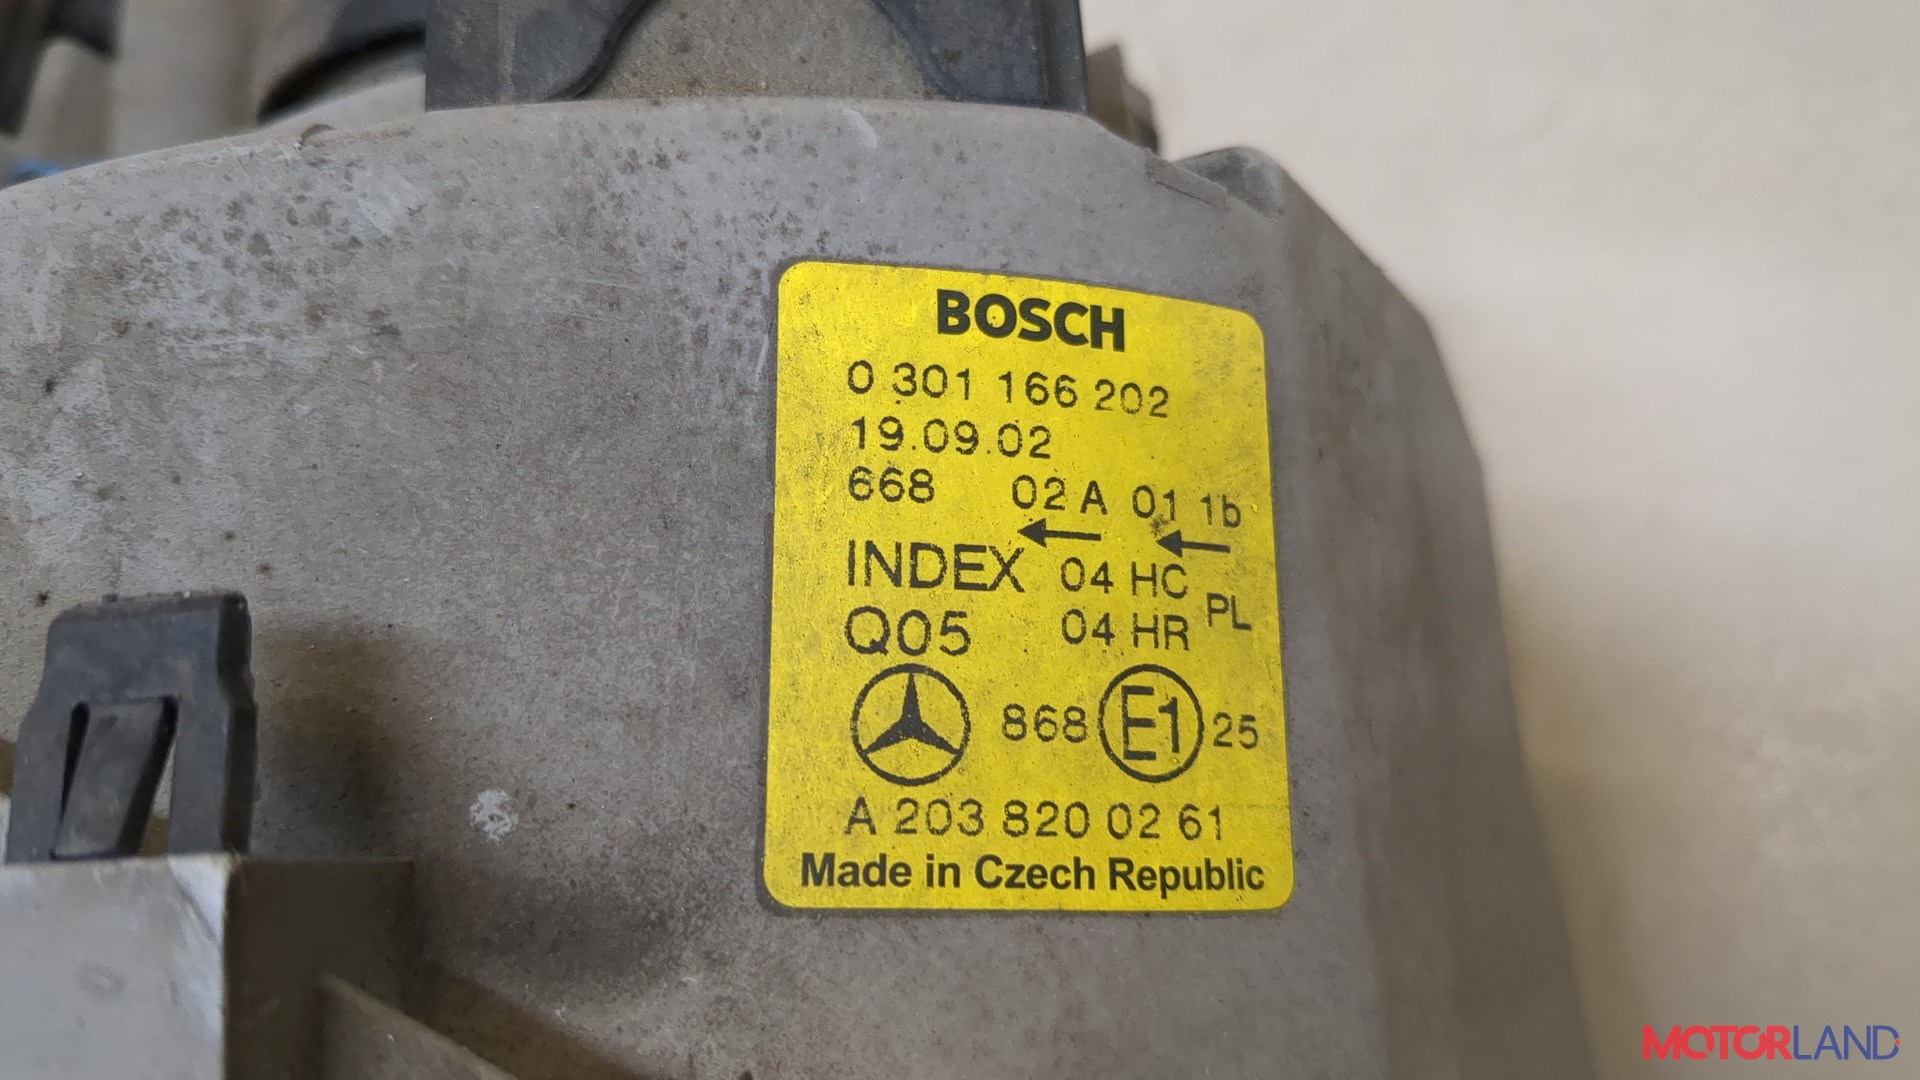 BOSCH
0 301 166 202
19.09.02
668 02 A 01 1b
INDEX 04 HC PL
Q05 04 HR
868 E1 25
A 203 820 02 61
Made in Czech Republic
MOTORLAND